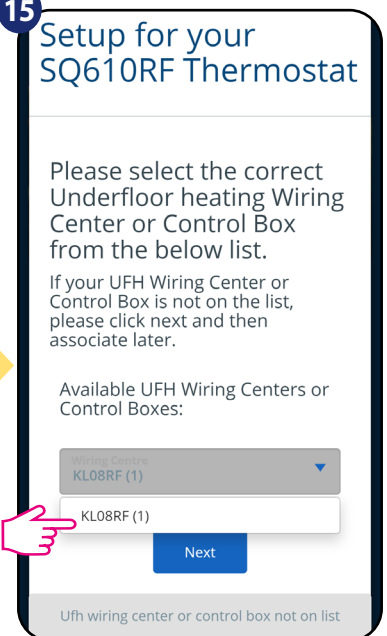 15
Setup for your
SQ610RF Thermostat
Please select the correct
Underfloor heating Wiring
Center or Control Box
from the below list.
If your UFH Wiring Center or
Control Box is not on the list,
please click next and then
associate later.
Available UFH Wiring Centers or
Control Boxes:
Wiring Centre
KL08RF (1)
KL08RF (1)
Next
Ufh wiring center or control box not on list